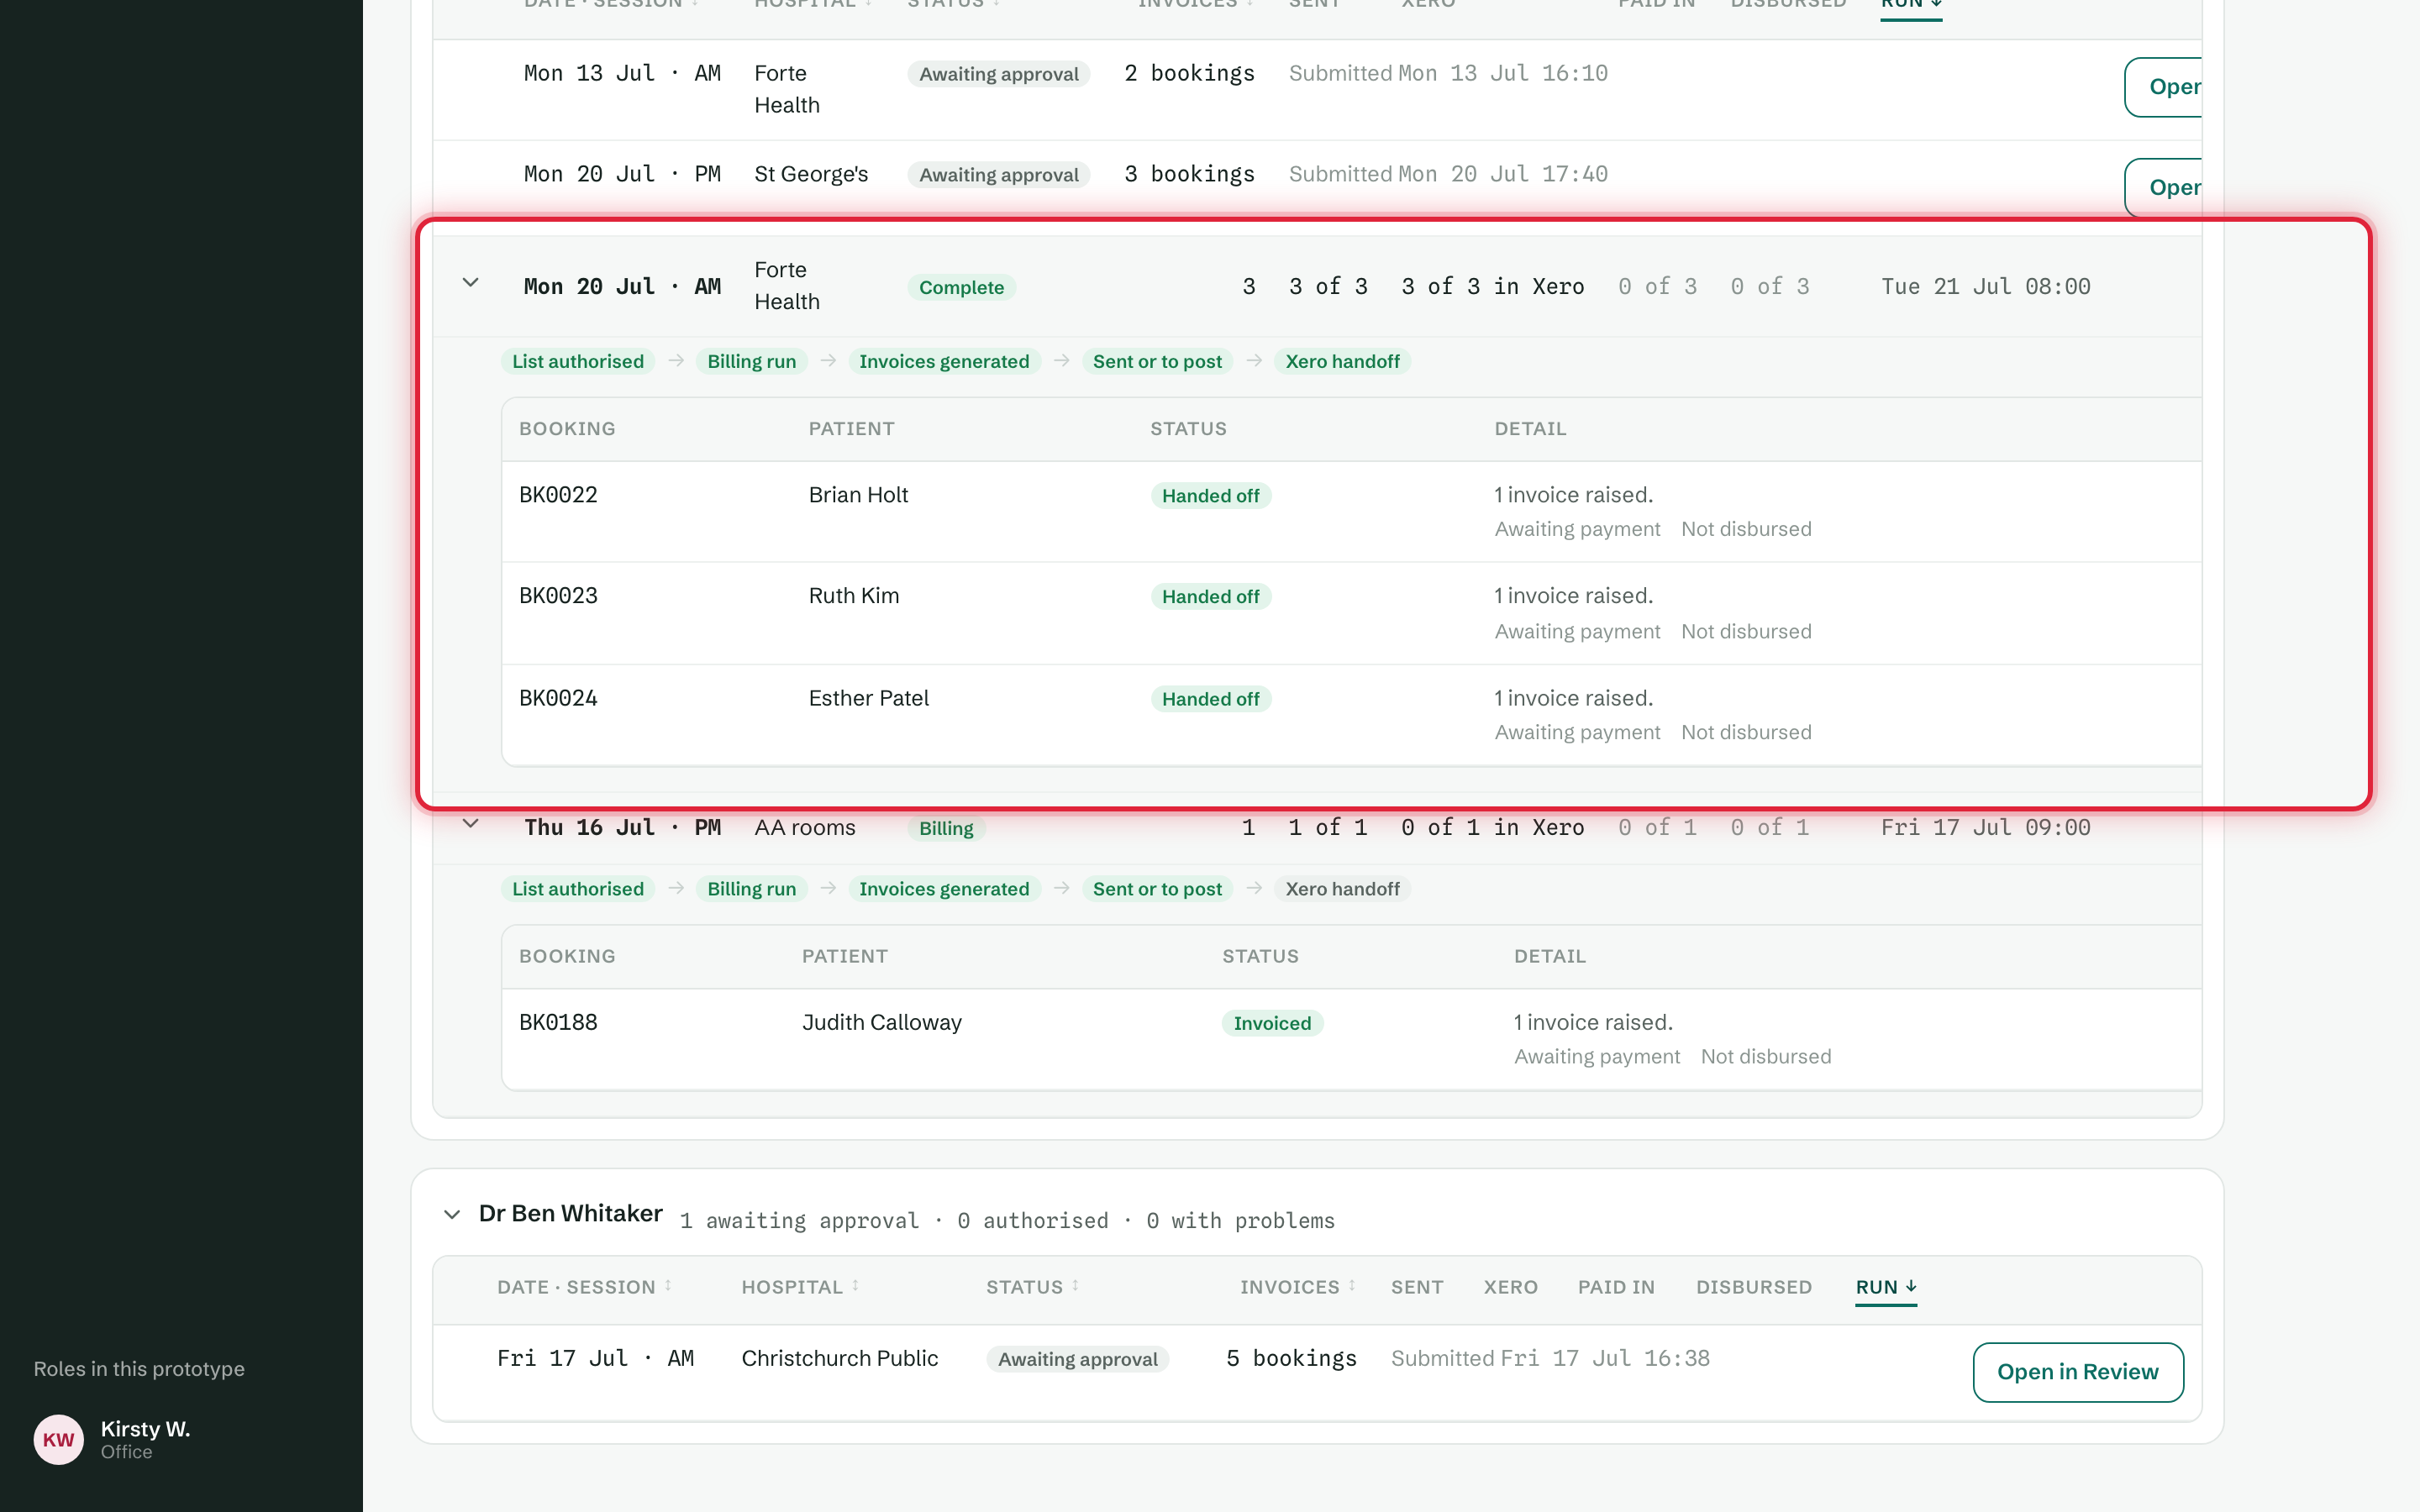 DATE · SESSION ↕ HOSPITAL ↕ STATUS ↕ INVOICES ↕ SENT XERO PAID IN DISBURSED RUN ↓
Mon 13 Jul · AM Forte Health Awaiting approval 2 bookings Submitted Mon 13 Jul 16:10 Oper
Mon 20 Jul · PM St George's Awaiting approval 3 bookings Submitted Mon 20 Jul 17:40 Oper
Mon 20 Jul · AM Forte Health Complete 3 3 of 3 3 of 3 in Xero 0 of 3 0 of 3 Tue 21 Jul 08:00
List authorised → Billing run → Invoices generated → Sent or to post → Xero handoff
BOOKING PATIENT STATUS DETAIL
BK0022 Brian Holt Handed off 1 invoice raised.
Awaiting payment Not disbursed
BK0023 Ruth Kim Handed off 1 invoice raised.
Awaiting payment Not disbursed
BK0024 Esther Patel Handed off 1 invoice raised.
Awaiting payment Not disbursed
Thu 16 Jul · PM AA rooms Billing 1 1 of 1 0 of 1 in Xero 0 of 1 0 of 1 Fri 17 Jul 09:00
List authorised → Billing run → Invoices generated → Sent or to post → Xero handoff
BOOKING PATIENT STATUS DETAIL
BK0188 Judith Calloway Invoiced 1 invoice raised.
Awaiting payment Not disbursed
Dr Ben Whitaker 1 awaiting approval · 0 authorised · 0 with problems
DATE · SESSION ↕ HOSPITAL ↕ STATUS ↕ INVOICES ↕ SENT XERO PAID IN DISBURSED RUN ↓
Fri 17 Jul · AM Christchurch Public Awaiting approval 5 bookings Submitted Fri 17 Jul 16:38 Open in Review
Roles in this prototype
KW Kirsty W.
Office